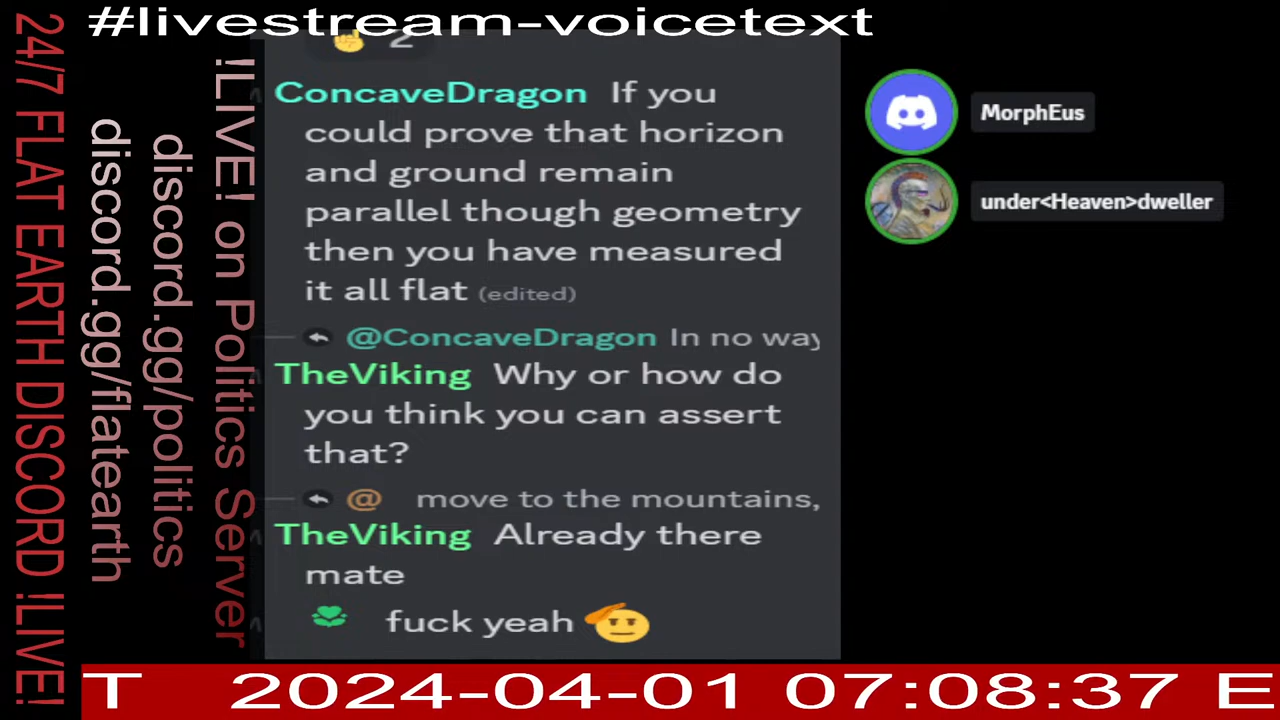 #livestream-voicetext
24/7 FLAT EARTH DISCORD !LIVE!
discord.gg/flatearth
discord.gg/politics
!LIVE! on Politics Server
2
ConcaveDragon If you
could prove that horizon
and ground remain
parallel though geometry
then you have measured
it all flat (edited)
@ConcaveDragon In no way
TheViking Why or how do
you think you can assert
that?
@ move to the mountains,
TheViking Already there
mate
fuck yeah
MorphEus
under<Heaven>dweller
T 2024-04-01 07:08:37 E